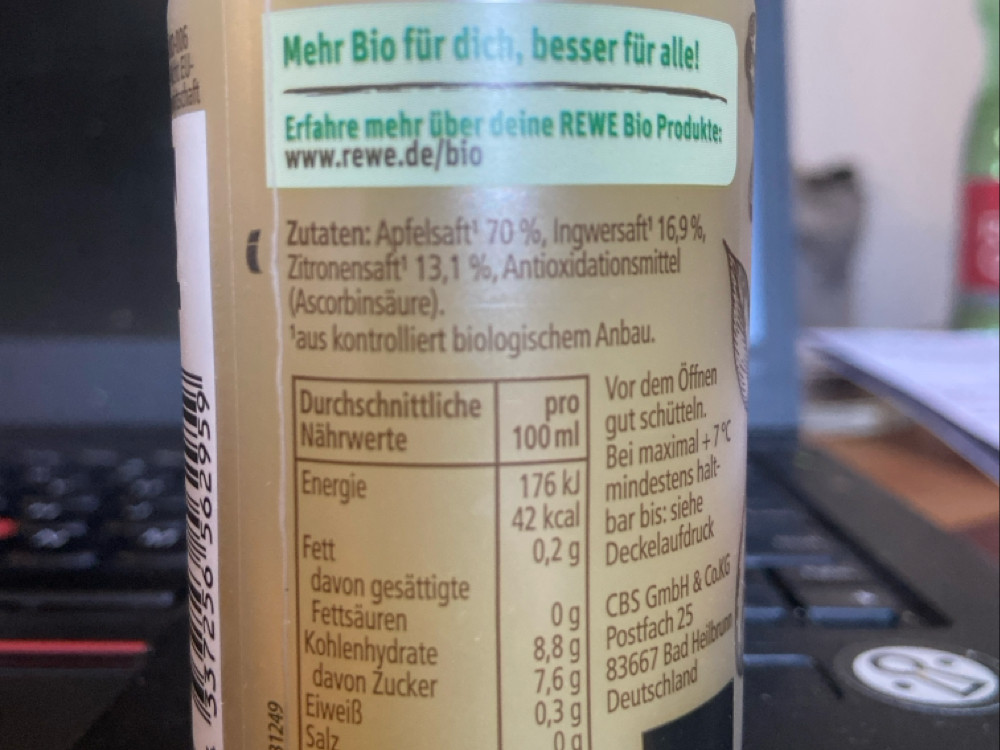 Mehr Bio für dich, besser für alle!
Erfahre mehr über deine REWE Bio Produkte:
www.rewe.de/bio
Zutaten: Apfelsaft¹ 70 %, Ingwersaft¹ 16,9 %,
Zitronensaft¹ 13,1 %, Antioxidationsmittel
(Ascorbinsäure).
¹aus kontrolliert biologischem Anbau.
Durchschnittliche Nährwerte pro 100 ml
Energie 176 kJ
42 kcal
Fett 0,2 g
davon gesättigte
Fettsäuren 0 g
Kohlenhydrate 8,8 g
davon Zucker 7,6 g
Eiweiß 0,3 g
Salz 0 g
Vor dem Öffnen
gut schütteln.
Bei maximal + 7 °C
mindestens halt-
bar bis: siehe
Deckelaufdruck
CBS GmbH & Co.KG
Postfach 25
83667 Bad Heilbrunn
Deutschland
31249